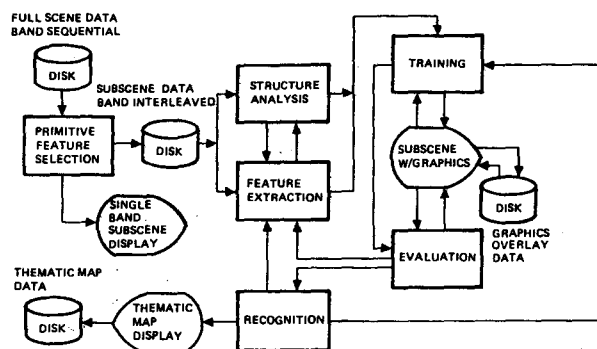 FULL SCENE DATA
BAND SEQUENTIAL
DISK
PRIMITIVE
FEATURE
SELECTION
SUBSCENE DATA
BAND INTERLEAVED
DISK
SINGLE
BAND
SUBSCENE
DISPLAY
STRUCTURE
ANALYSIS
FEATURE
EXTRACTION
TRAINING
SUBSCENE
W/GRAPHICS
DISK
GRAPHICS
OVERLAY
DATA
EVALUATION
THEMATIC MAP
DATA
DISK
THEMATIC
MAP
DISPLAY
RECOGNITION